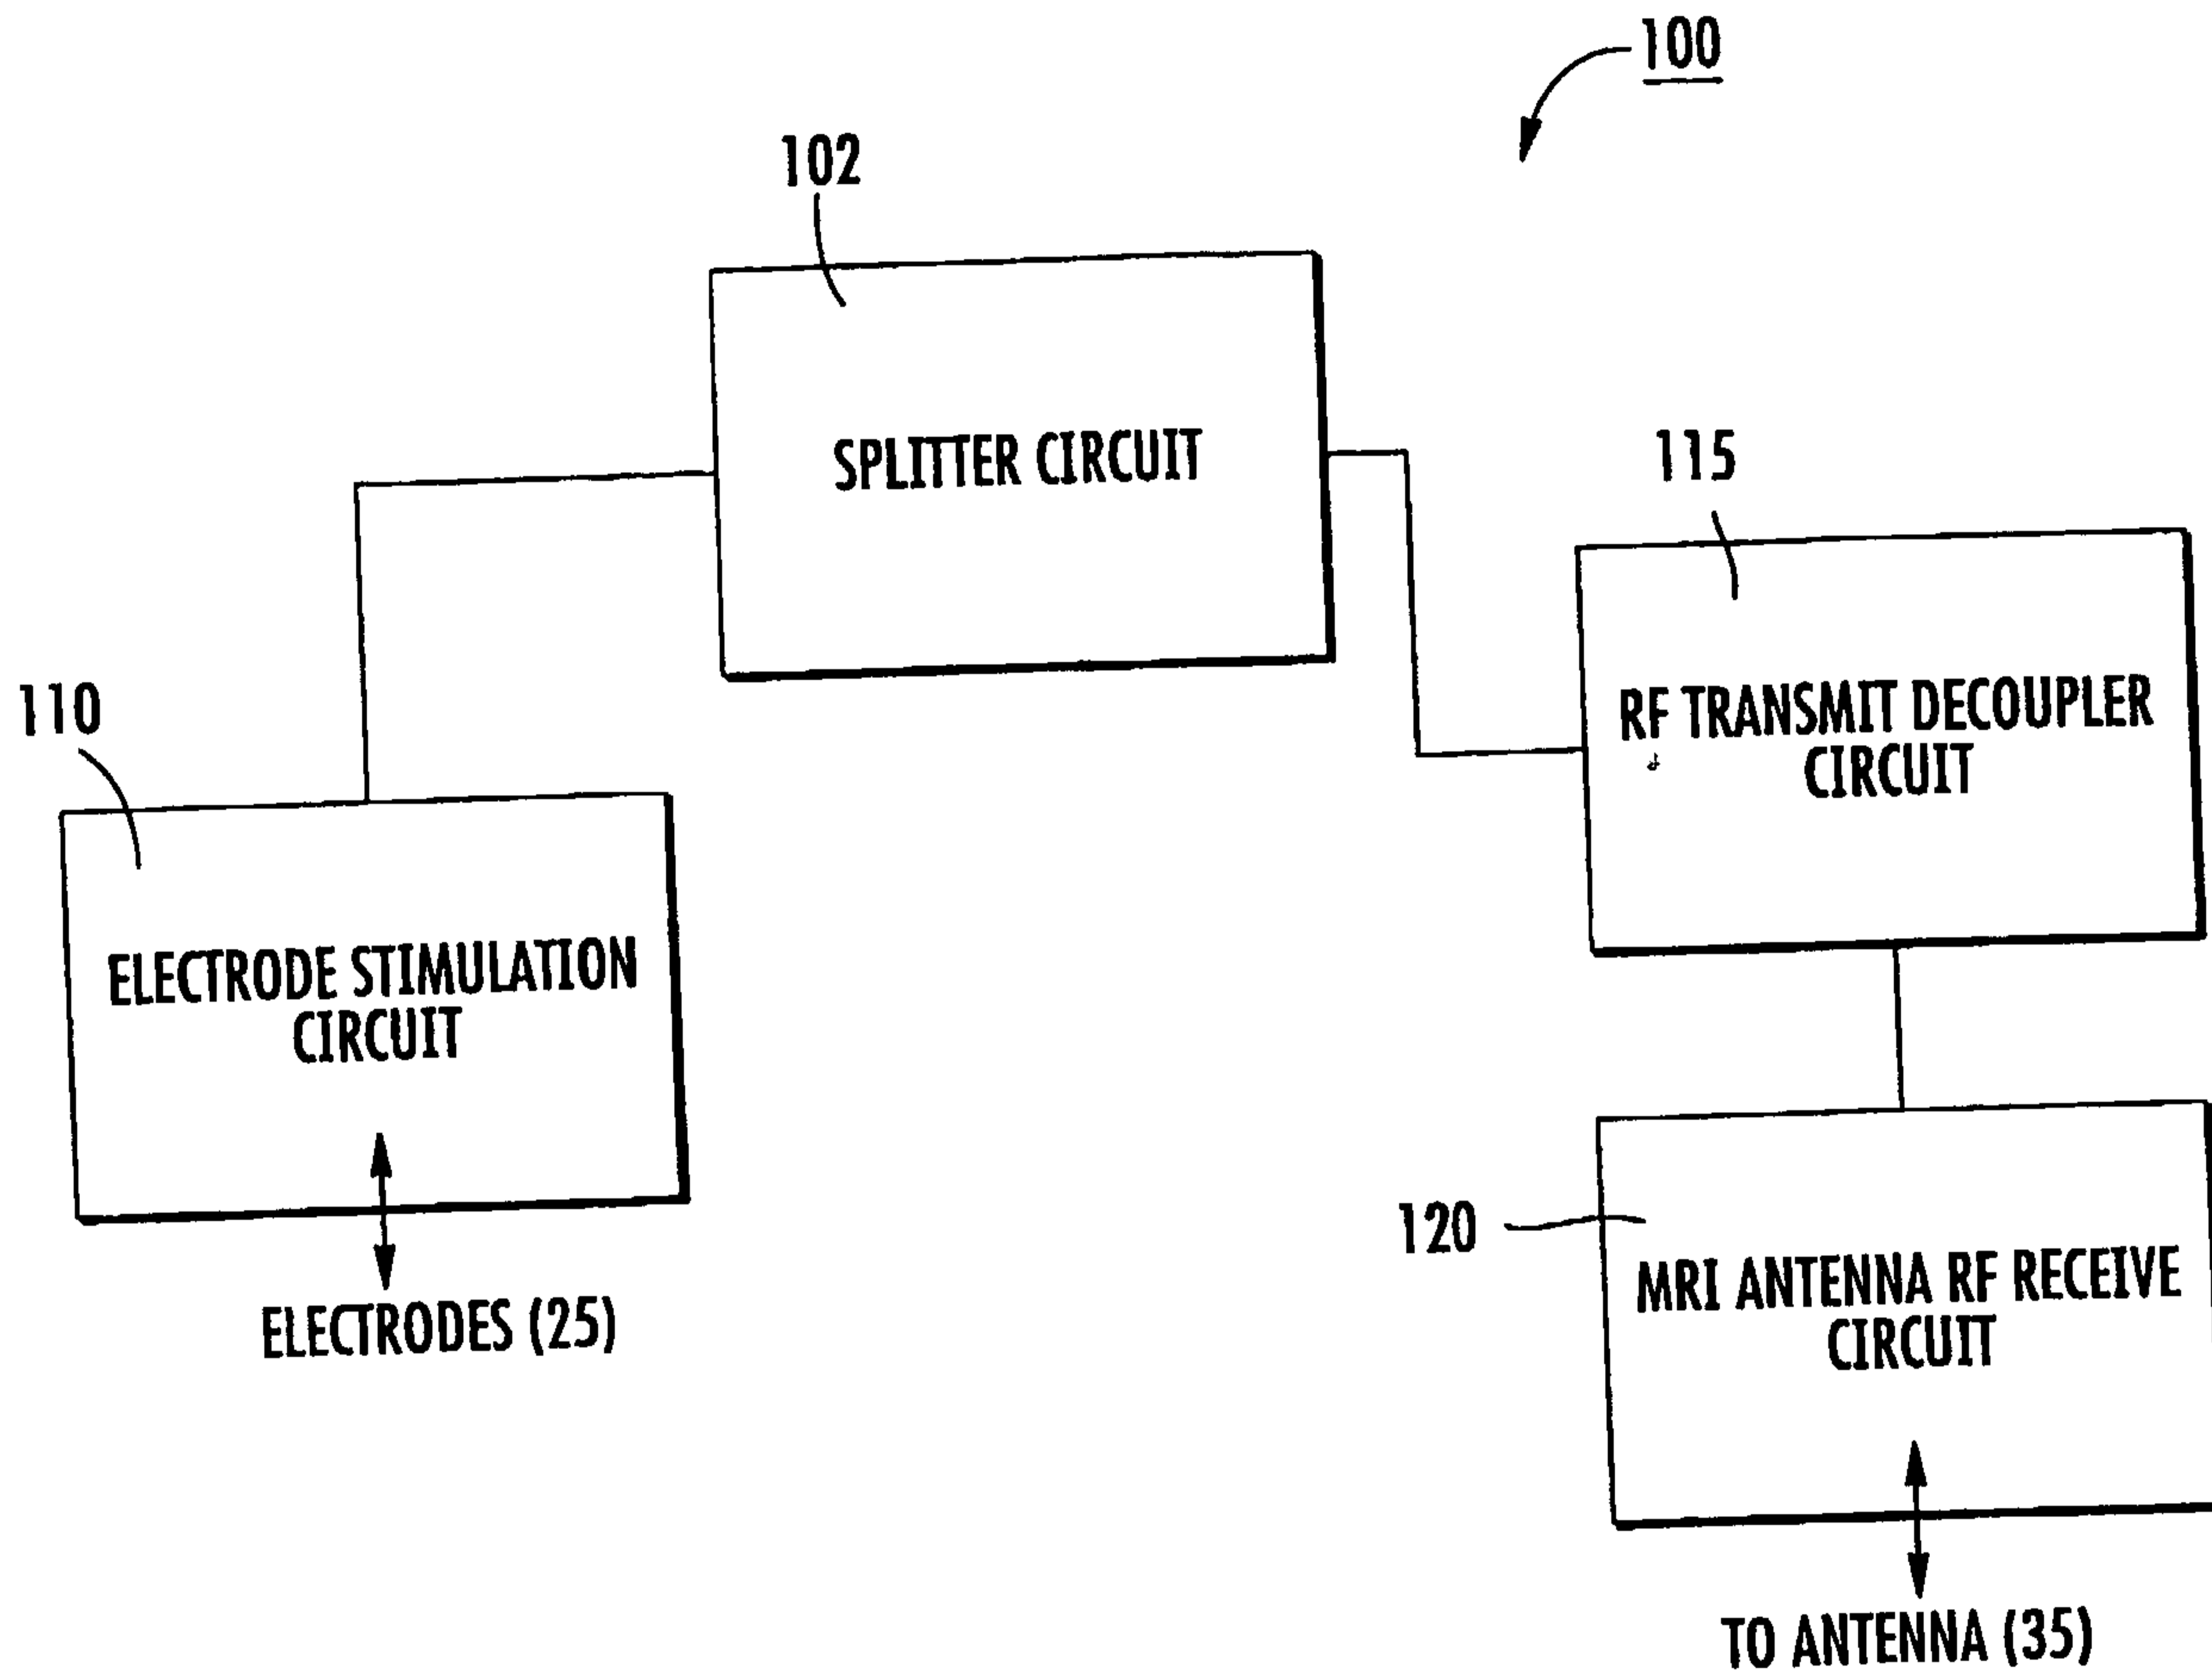 100
102
SPLITTER CIRCUIT
115
RF TRANSMIT DECOUPLER
CIRCUIT
110
ELECTRODE STIMULATION
CIRCUIT
ELECTRODES (25)
120
MRI ANTENNA RF RECEIVE
CIRCUIT
TO ANTENNA (35)